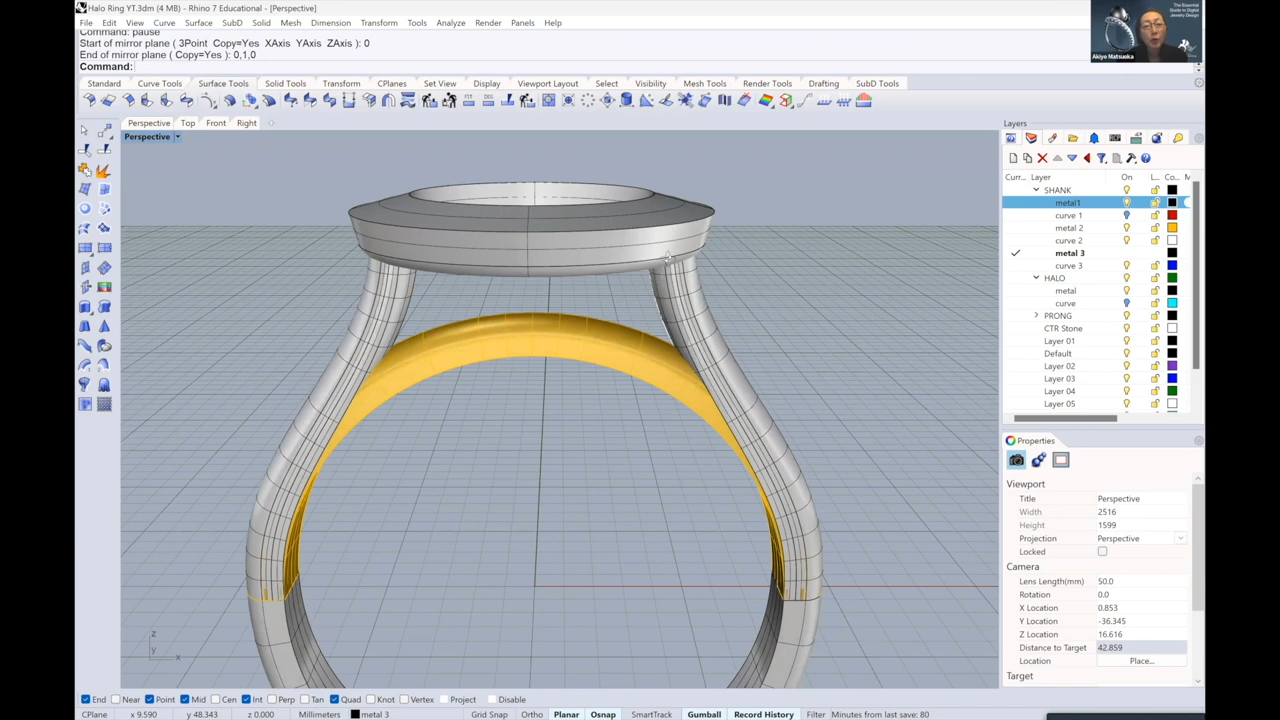 Halo Ring YT.3dm (4 MB) - Rhino 7 Educational - [Perspective]
File Edit View Curve Surface SubD Solid Mesh Dimension Transform Tools Analyze Render Panels Help
Command: pause
Start of mirror plane ( 3Point Copy=Yes XAxis YAxis ZAxis ): 0
End of mirror plane ( Copy=Yes ): 0,1,0
Command:
The Essential
Guide to Digital
Jewelry Design
Akiyo Matsuoka
Standard Curve Tools Surface Tools Solid Tools Transform CPlanes Set View Display Viewport Layout Select Visibility Mesh Tools Render Tools Drafting SubD Tools
Perspective Top Front Right
Perspective
Layers
Curr... Layer On L... Co... M
SHANK
metal1
curve 1
metal 2
curve 2
metal 3
curve 3
HALO
metal
curve
PRONG
CTR Stone
Layer 01
Default
Layer 02
Layer 03
Layer 04
Layer 05
Properties
Viewport
Title Perspective
Width 2516
Height 1599
Projection Perspective
Locked
Camera
Lens Length(mm) 50.0
Rotation 0.0
X Location 0.853
Y Location -36.345
Z Location 16.616
Distance to Target 42.859
Location Place...
Target
z
y
x
End Near Point Mid Cen Int Perp Tan Quad Knot Vertex Project Disable
CPlane x 9.590 y 48.343 z 0.000 Millimeters metal 3 Grid Snap Ortho Planar Osnap SmartTrack Gumball Record History Filter Minutes from last save: 80